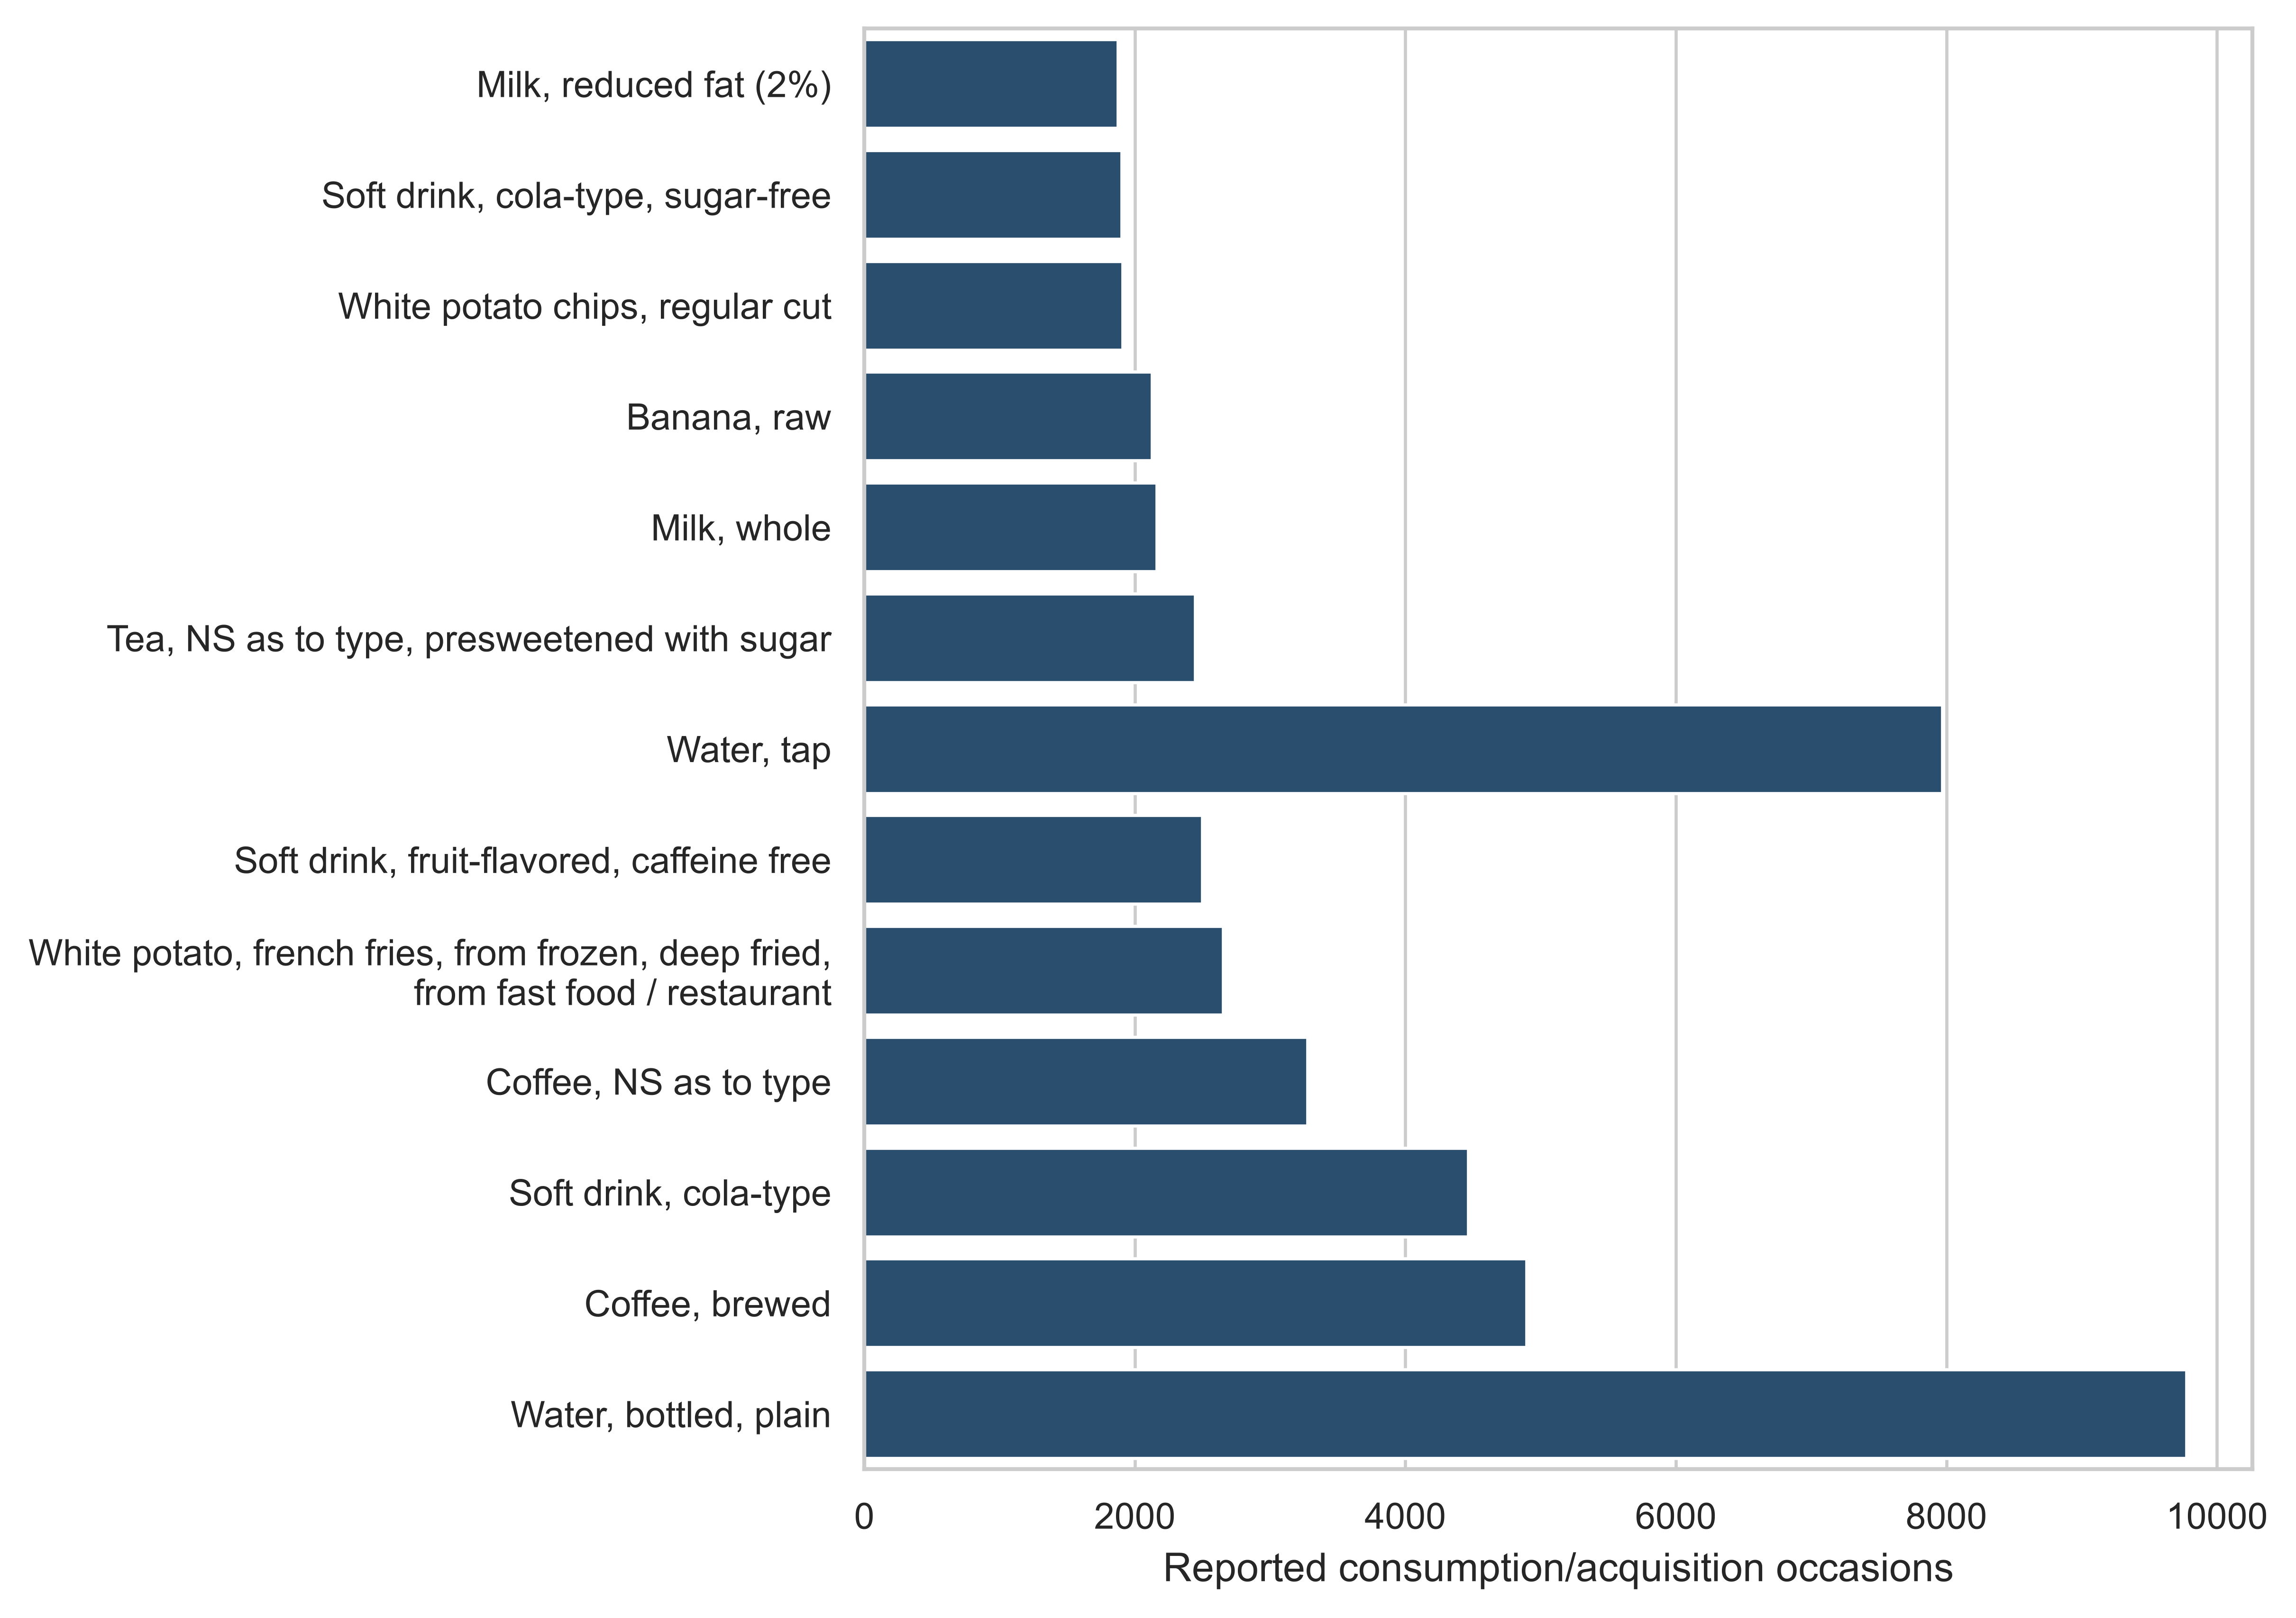 Milk, reduced fat (2%)
Soft drink, cola-type, sugar-free
White potato chips, regular cut
Banana, raw
Milk, whole
Tea, NS as to type, presweetened with sugar
Water, tap
Soft drink, fruit-flavored, caffeine free
White potato, french fries, from frozen, deep fried,
from fast food / restaurant
Coffee, NS as to type
Soft drink, cola-type
Coffee, brewed
Water, bottled, plain
0 2000 4000 6000 8000 10000
Reported consumption/acquisition occasions